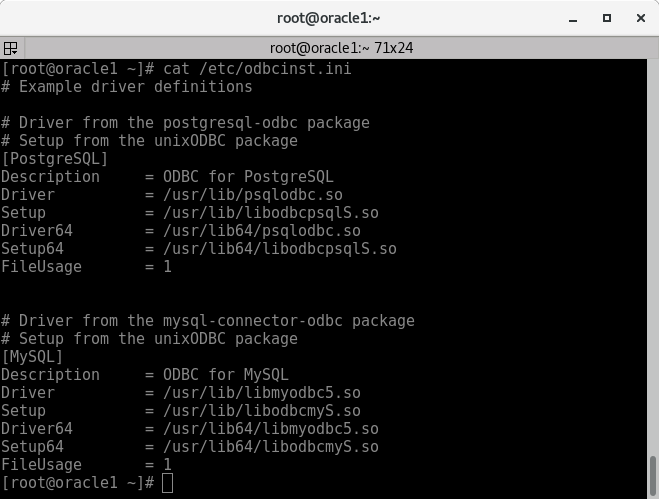 root@oracle1:~
root@oracle1:~ 71x24
[root@oracle1 ~]# cat /etc/odbcinst.ini
# Example driver definitions

# Driver from the postgresql-odbc package
# Setup from the unixODBC package
[PostgreSQL]
Description     = ODBC for PostgreSQL
Driver          = /usr/lib/psqlodbc.so
Setup           = /usr/lib/libodbcpsqlS.so
Driver64        = /usr/lib64/psqlodbc.so
Setup64         = /usr/lib64/libodbcpsqlS.so
FileUsage       = 1


# Driver from the mysql-connector-odbc package
# Setup from the unixODBC package
[MySQL]
Description     = ODBC for MySQL
Driver          = /usr/lib/libmyodbc5.so
Setup           = /usr/lib/libodbcmyS.so
Driver64        = /usr/lib64/libmyodbc5.so
Setup64         = /usr/lib64/libodbcmyS.so
FileUsage       = 1
[root@oracle1 ~]#